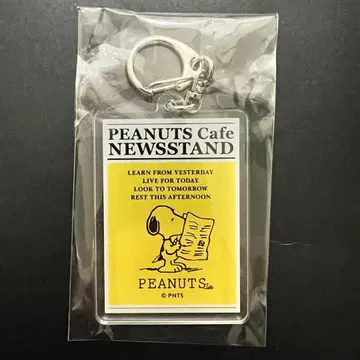 PEANUTS Cafe
NEWSSTAND
LEARN FROM YESTERDAY
LIVE FOR TODAY
LOOK TO TOMORROW
REST THIS AFTERNOON.
PEANUTS Cafe
© PNTS